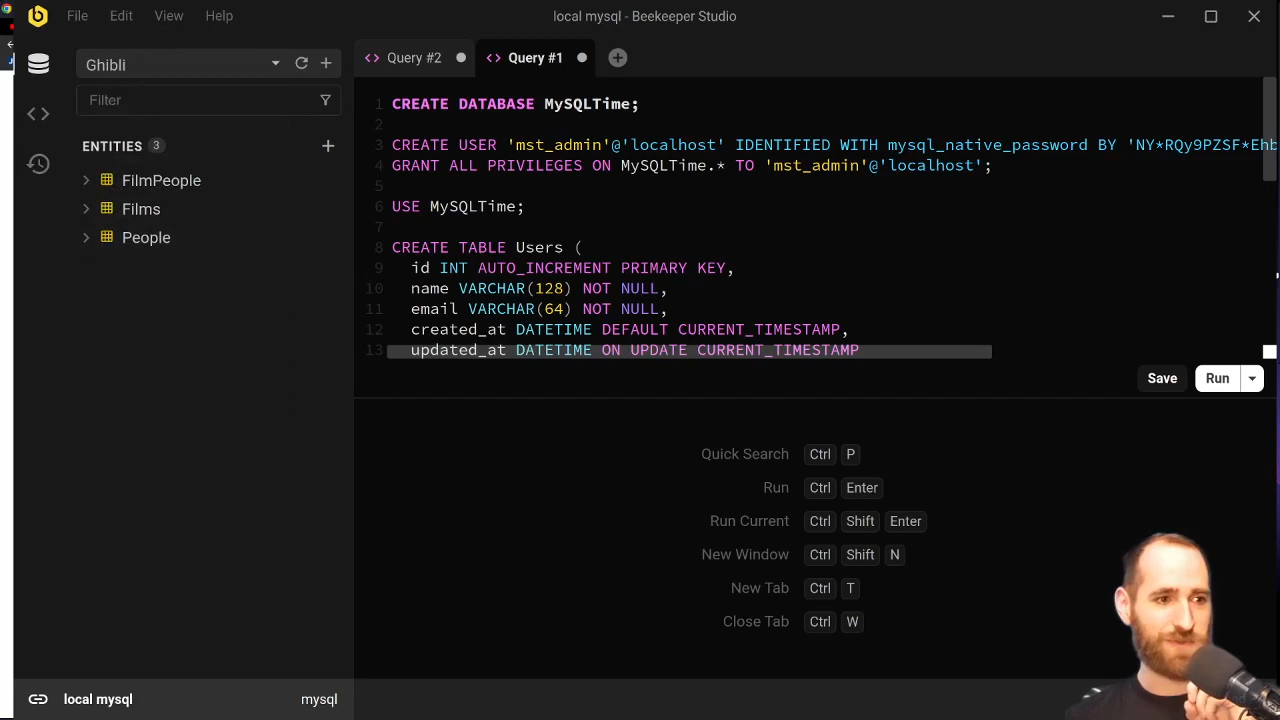 File Edit View Help
local mysql - Beekeeper Studio
Ghibli
Filter
ENTITIES 3
FilmPeople
Films
People
Query #2
Query #1
1 CREATE DATABASE MySQLTime;
2
3 CREATE USER 'mst_admin'@'localhost' IDENTIFIED WITH mysql_native_password BY 'NY*RQy9PZSF*Ehb
4 GRANT ALL PRIVILEGES ON MySQLTime.* TO 'mst_admin'@'localhost';
5
6 USE MySQLTime;
7
8 CREATE TABLE Users (
9 id INT AUTO_INCREMENT PRIMARY KEY,
10 name VARCHAR(128) NOT NULL,
11 email VARCHAR(64) NOT NULL,
12 created_at DATETIME DEFAULT CURRENT_TIMESTAMP,
13 updated_at DATETIME ON UPDATE CURRENT_TIMESTAMP
Save Run
Quick Search Ctrl P
Run Ctrl Enter
Run Current Ctrl Shift Enter
New Window Ctrl Shift N
New Tab Ctrl T
Close Tab Ctrl W
local mysql mysql